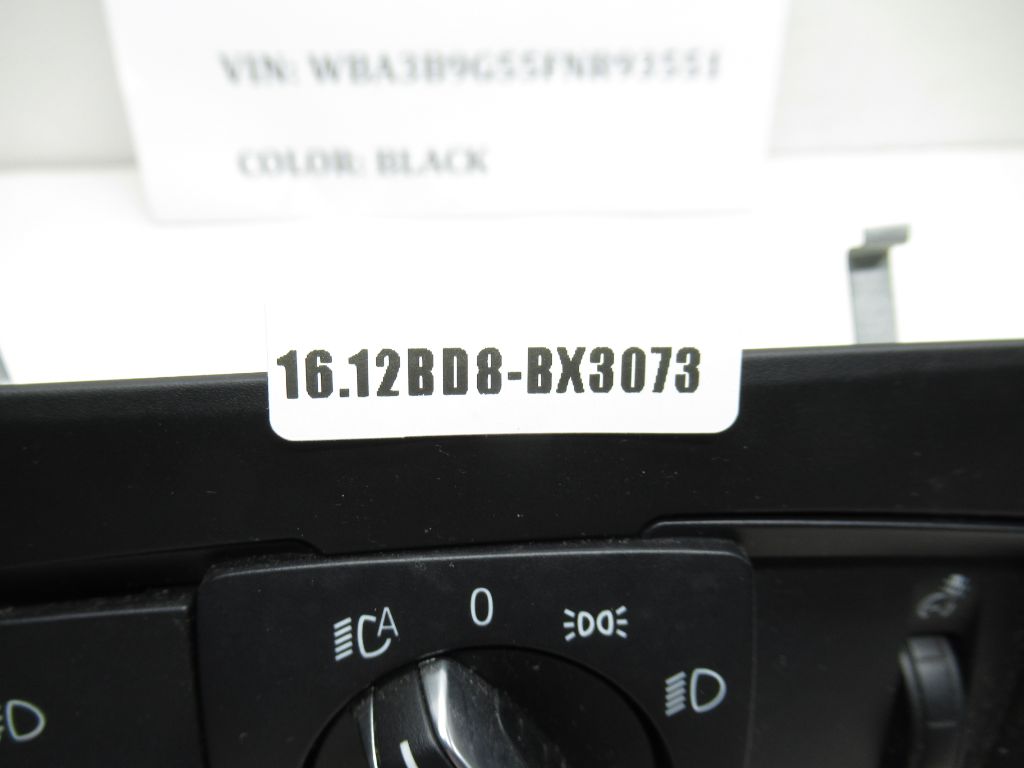 VIN: WBA3B9G55FNR93551
COLOR: BLACK
16.12BD8-BX3073
A 0